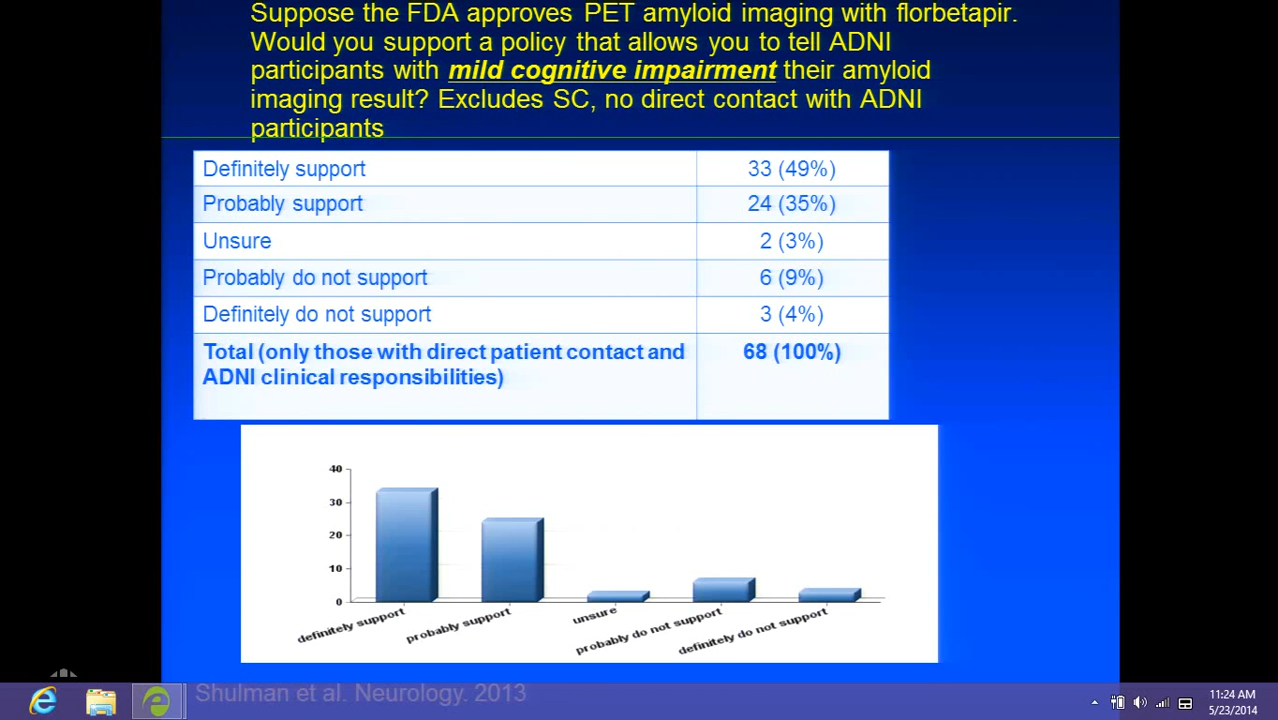 Suppose the FDA approves PET amyloid imaging with florbetapir.
Would you support a policy that allows you to tell ADNI
participants with mild cognitive impairment their amyloid
imaging result? Excludes SC, no direct contact with ADNI
participants
Definitely support 33 (49%)
Probably support 24 (35%)
Unsure 2 (3%)
Probably do not support 6 (9%)
Definitely do not support 3 (4%)
Total (only those with direct patient contact and 68 (100%)
ADNI clinical responsibilities)
40
30
20
10
0
definitely support
probably support
unsure
probably do not support
definitely do not support
Shulman et al. Neurology. 2013
11:24 AM
5/23/2014